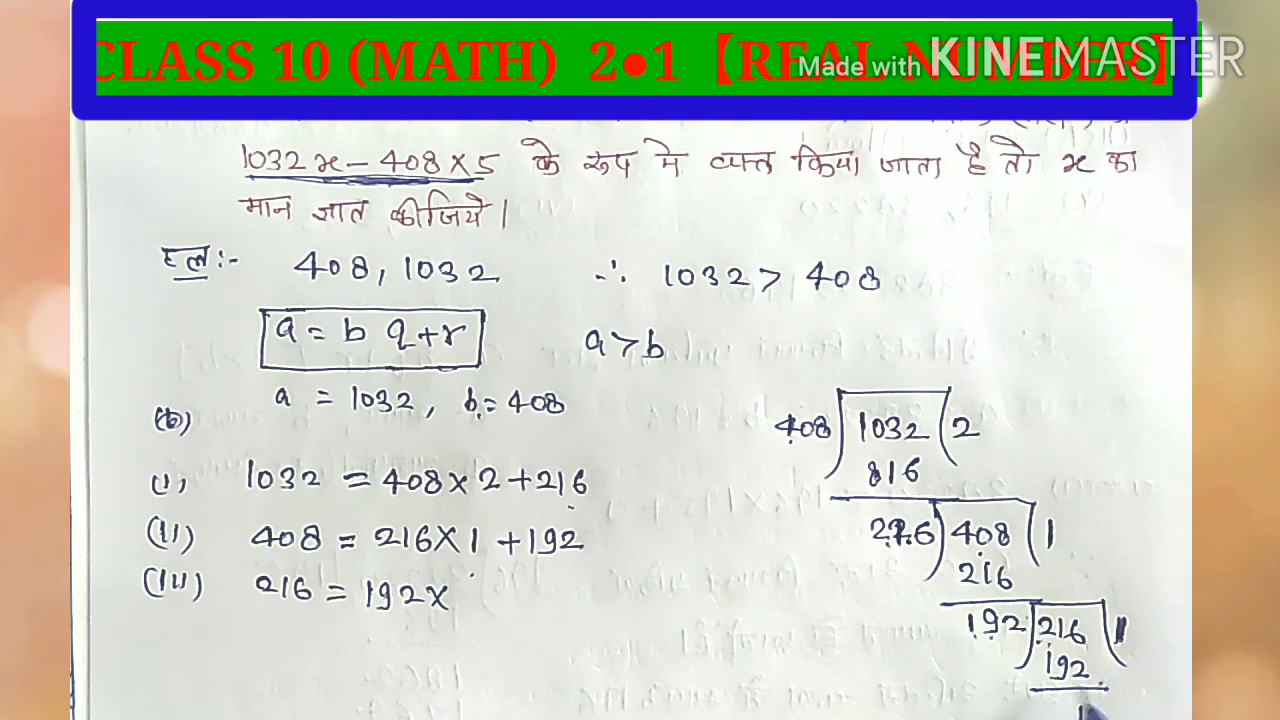 CLASS 10 (MATH) 2●1【REAL NUMBER】
Made with KINEMASTER
1032x - 408 × 5 के रूप मे व्यक्त किया जाता है तो x का
मान ज्ञात कीजिये।
हल:- 408, 1032 ∴ 1032 > 408
a = b q + r a > b
a = 1032, b = 408
(b)
(i) 1032 = 408 × 2 + 216
(ii) 408 = 216 × 1 + 192
(iii) 216 = 192 ×
408) 1032 (2
816
216) 408 (1
216
192) 216 (1
192